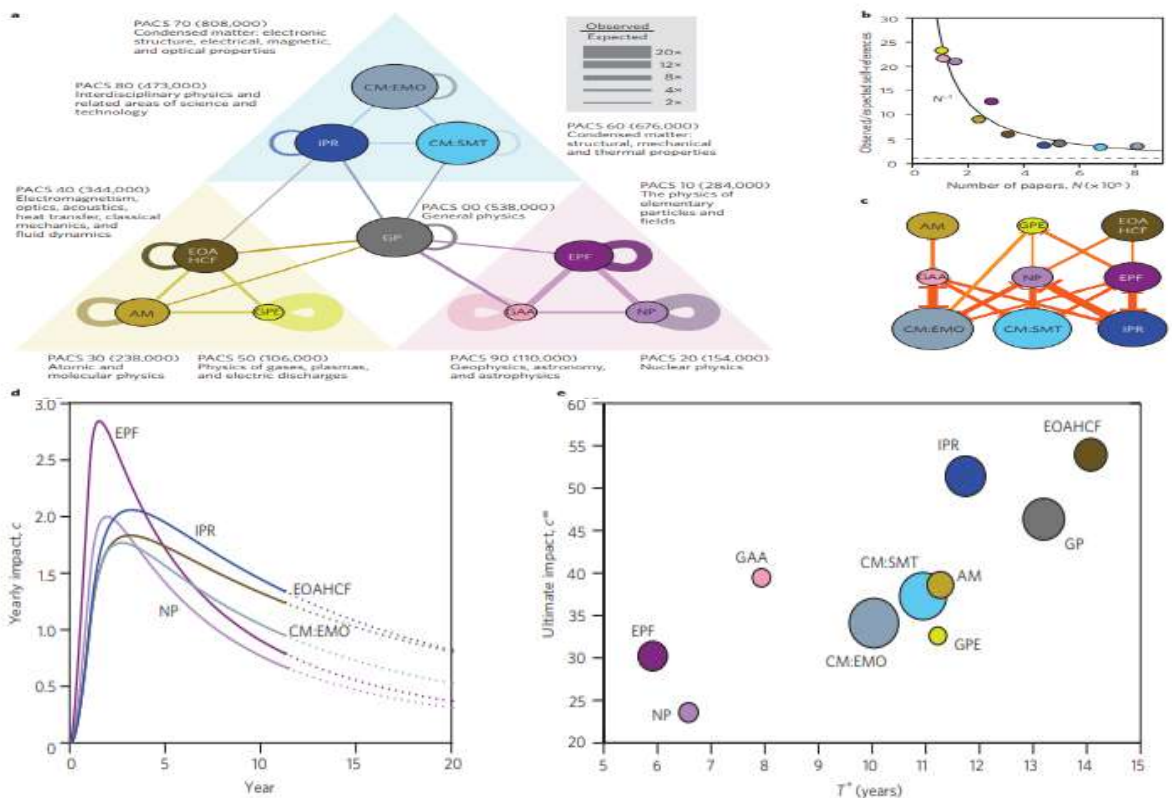 a
PACS 70 (808,000)
Condensed matter: electronic
structure, electrical, magnetic,
and optical properties
PACS 80 (473,000)
Interdisciplinary physics and
related areas of science and
technology
Observed
Expected
20×
12×
8×
4×
2×
PACS 60 (676,000)
Condensed matter:
structural, mechanical
and thermal properties
CM:EMO
IPR
CM:SMT
PACS 40 (344,000)
Electromagnetism,
optics, acoustics,
heat transfer, classical
mechanics, and
fluid dynamics
PACS 00 (538,000)
General physics
PACS 10 (284,000)
The physics of
elementary
particles and
fields
GP
EOA
HCF
EPF
AM
GPE
GAA
NP
PACS 30 (238,000)
Atomic and
molecular physics
PACS 50 (106,000)
Physics of gases, plasmas,
and electric discharges
PACS 90 (110,000)
Geophysics, astronomy,
and astrophysics
PACS 20 (154,000)
Nuclear physics
b
Observed/expected self-references
30
25
20
15
10
5
0
N⁻¹
0
2
4
6
8
Number of papers, N (× 10⁵)
c
AM
GPE
EOA
HCF
GAA
NP
EPF
CM:EMO
CM:SMT
IPR
d
Yearly impact, c
3.0
2.5
2.0
1.5
1.0
0.5
0
EPF
IPR
EOAHCF
NP
CM:EMO
0
5
10
15
20
Year
e
Ultimate impact, c∞
60
55
50
45
40
35
30
25
20
EOAHCF
IPR
GP
GAA
CM:SMT
AM
EPF
CM:EMO
GPE
NP
5
6
7
8
9
10
11
12
13
14
15
T* (years)